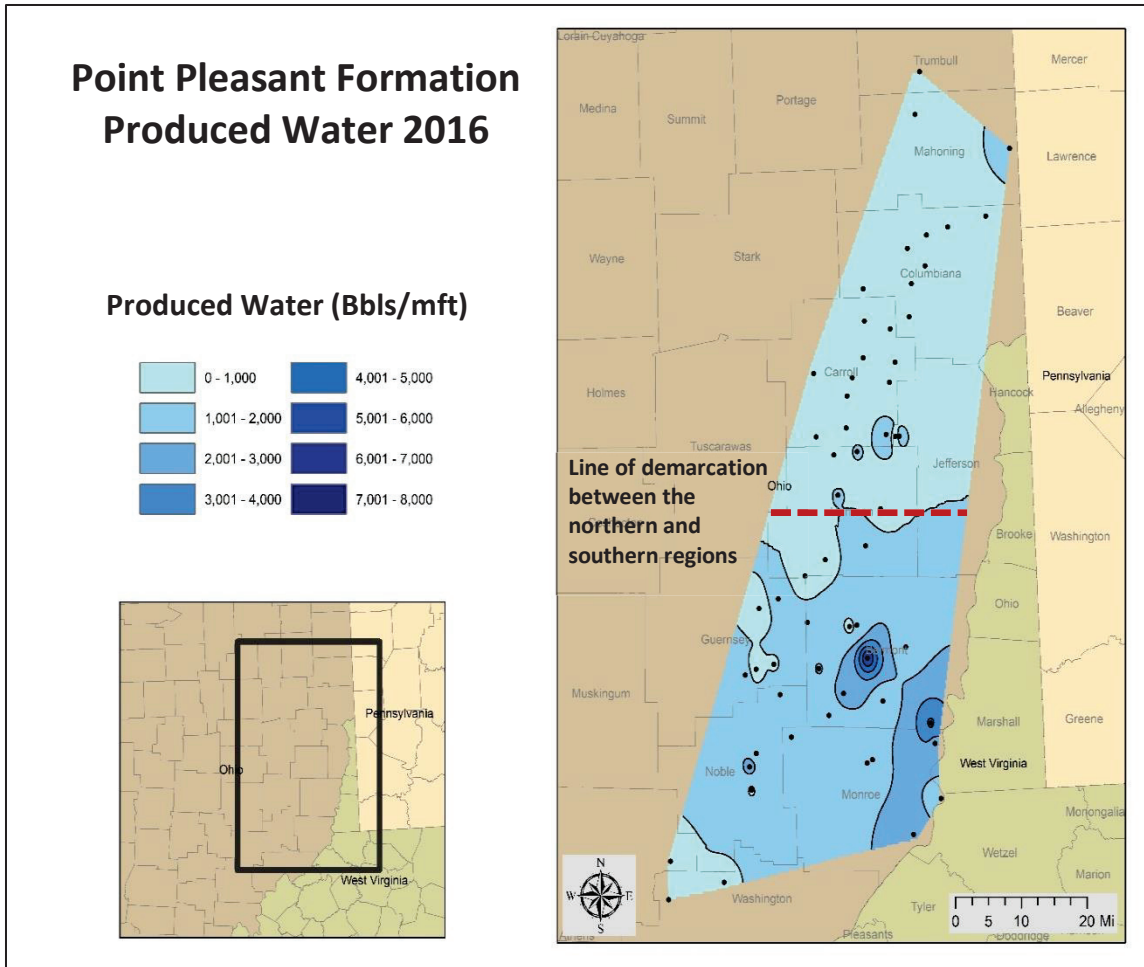 Point Pleasant Formation
Produced Water 2016
Produced Water (Bbls/mft)
0 - 1,000
1,001 - 2,000
2,001 - 3,000
3,001 - 4,000
4,001 - 5,000
5,001 - 6,000
6,001 - 7,000
7,001 - 8,000
Pennsylvania
Ohio
West Virginia
Lorain Cuyahoga
Trumbull
Mercer
Medina
Summit
Portage
Mahoning
Lawrence
Wayne
Stark
Columbiana
Beaver
Pennsylvania
Holmes
Carroll
Hancock
Allegheny
Tuscarawas
Jefferson
Line of demarcation
between the
northern and
southern regions
Ohio
Brooke
Washington
Ohio
Guernsey
Muskingum
Marshall
Greene
West Virginia
Noble
Monroe
Monongalia
Wetzel
Marion
Washington
Tyler
Pleasants
N
W E
S
0 5 10 20 Mi